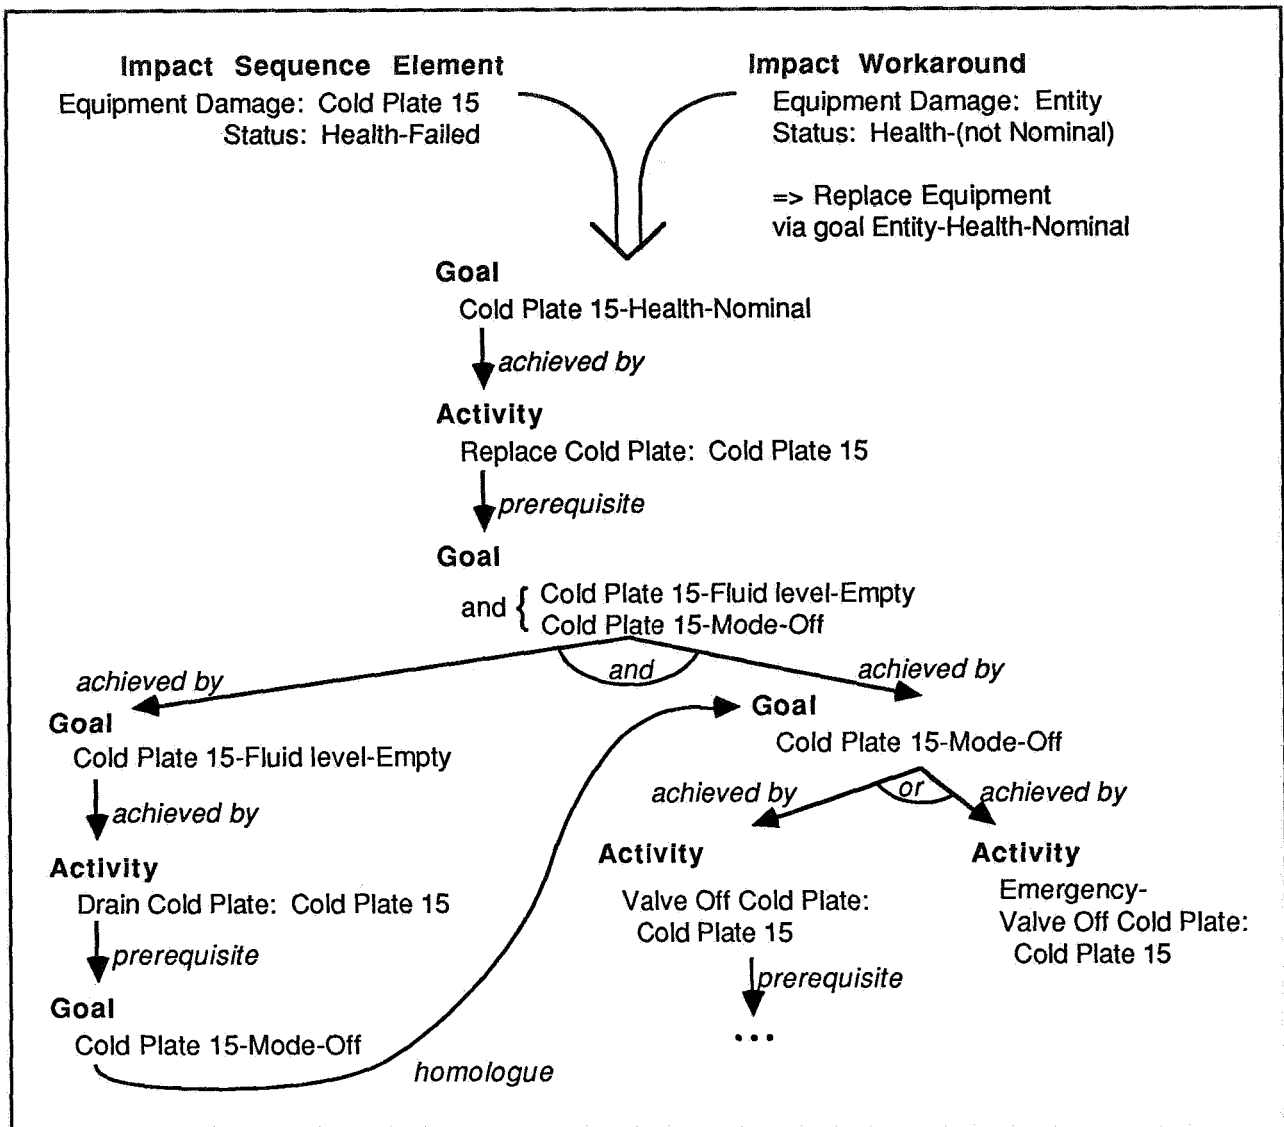 Impact Sequence Element
Equipment Damage: Cold Plate 15
Status: Health-Failed
Impact Workaround
Equipment Damage: Entity
Status: Health-(not Nominal)
=> Replace Equipment
via goal Entity-Health-Nominal
Goal
Cold Plate 15-Health-Nominal
achieved by
Activity
Replace Cold Plate: Cold Plate 15
prerequisite
Goal
and { Cold Plate 15-Fluid level-Empty
Cold Plate 15-Mode-Off
achieved by
and
achieved by
Goal
Cold Plate 15-Fluid level-Empty
achieved by
Activity
Drain Cold Plate: Cold Plate 15
prerequisite
Goal
Cold Plate 15-Mode-Off
homologue
Goal
Cold Plate 15-Mode-Off
achieved by
or
achieved by
Activity
Valve Off Cold Plate:
Cold Plate 15
prerequisite
...
Activity
Emergency-
Valve Off Cold Plate:
Cold Plate 15